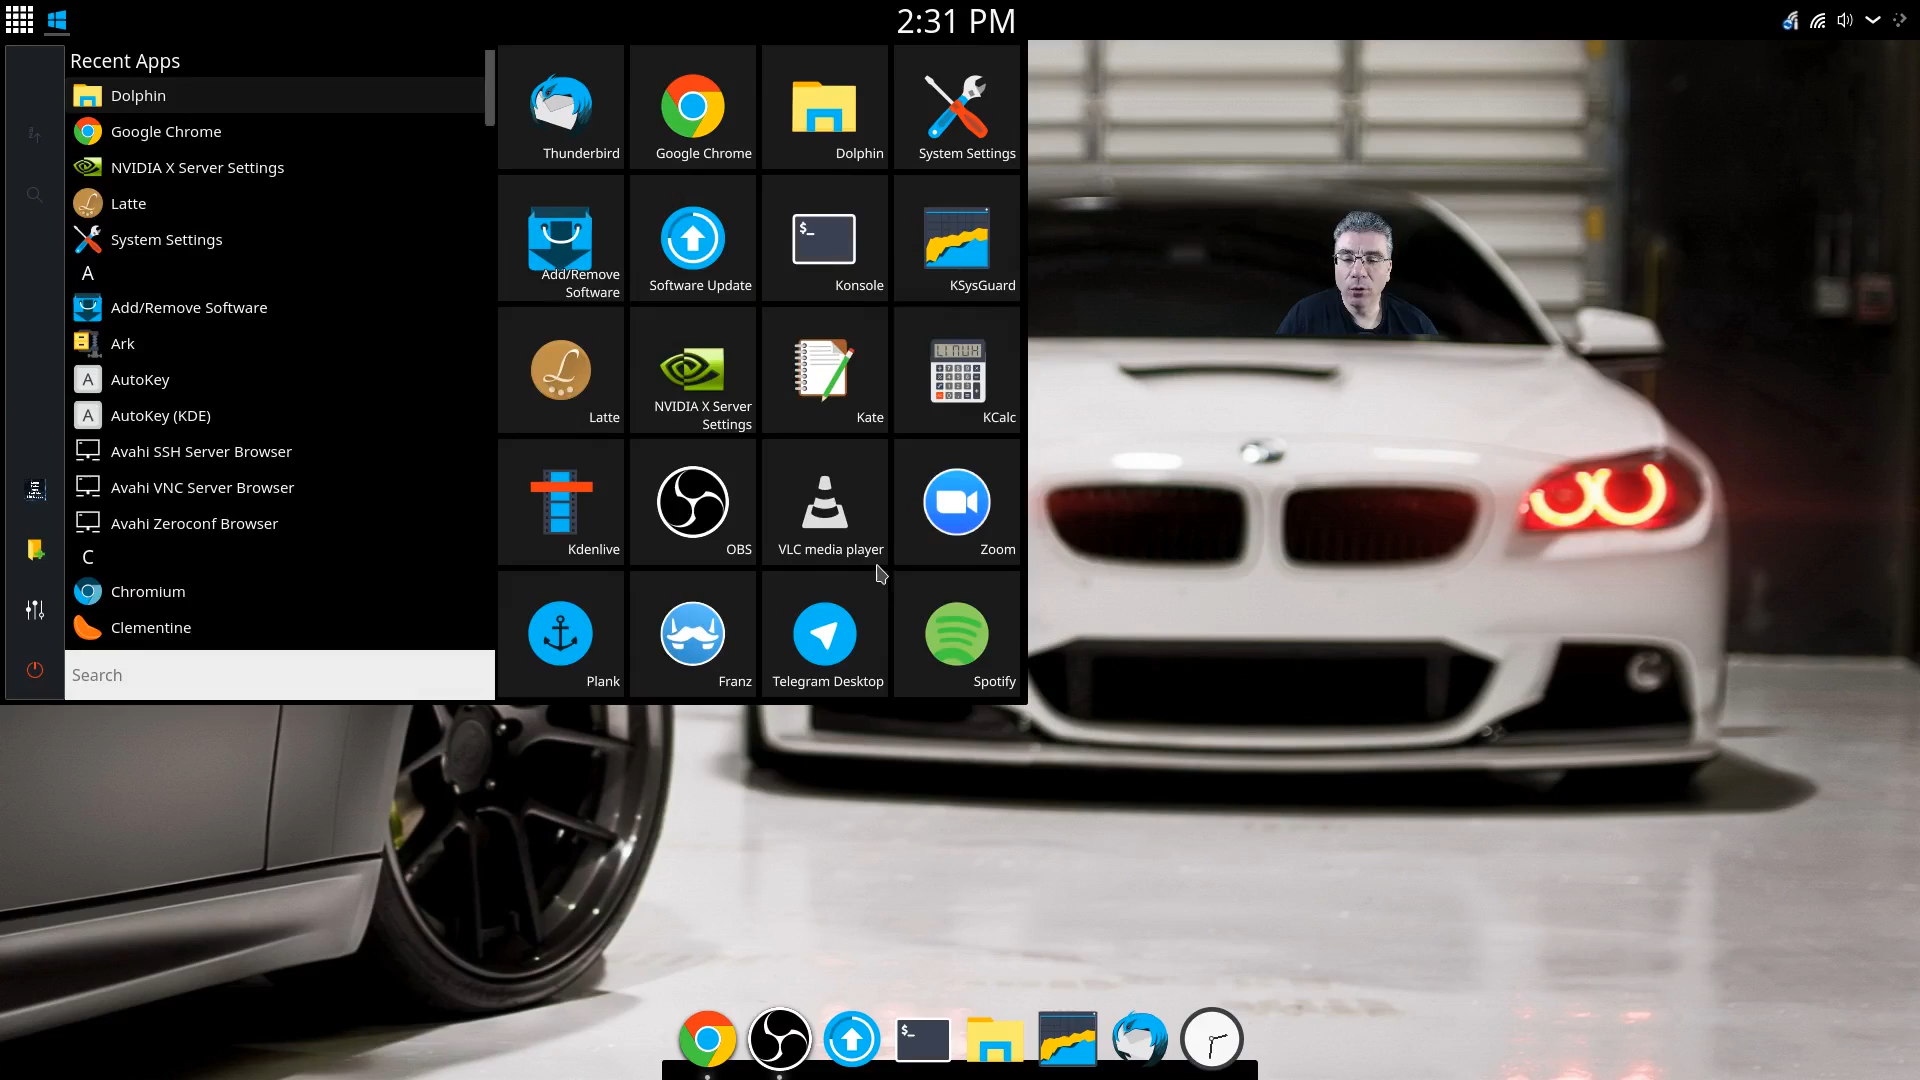 2:31 PM
Recent Apps
Dolphin
Google Chrome
NVIDIA X Server Settings
Latte
System Settings
A
Add/Remove Software
Ark
A AutoKey
A AutoKey (KDE)
Avahi SSH Server Browser
Avahi VNC Server Browser
Avahi Zeroconf Browser
C
Chromium
Clementine
Search
Thunderbird
Google Chrome
Dolphin
System Settings
Add/Remove
Software
Software Update
$_
Konsole
KSysGuard
L
Latte
NVIDIA X Server
Settings
Kate
LINUX
KCalc
Kdenlive
OBS
VLC media player
Zoom
Plank
Franz
Telegram Desktop
Spotify
$_